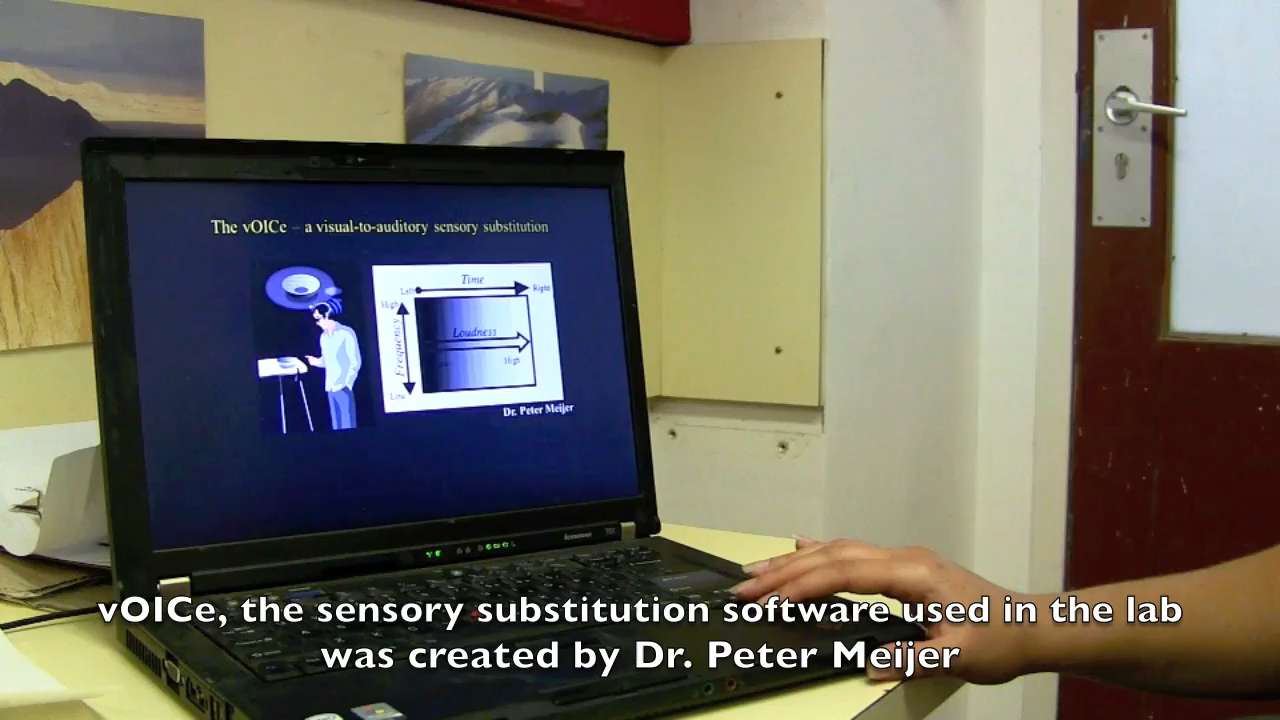 The vOICe – a visual-to-auditory sensory substitution
Time
Left
Right
High
Loudness
Frequency
High
Low
Dr. Peter Meijer
lenovo
vOICe, the sensory substitution software used in the lab
was created by Dr. Peter Meijer